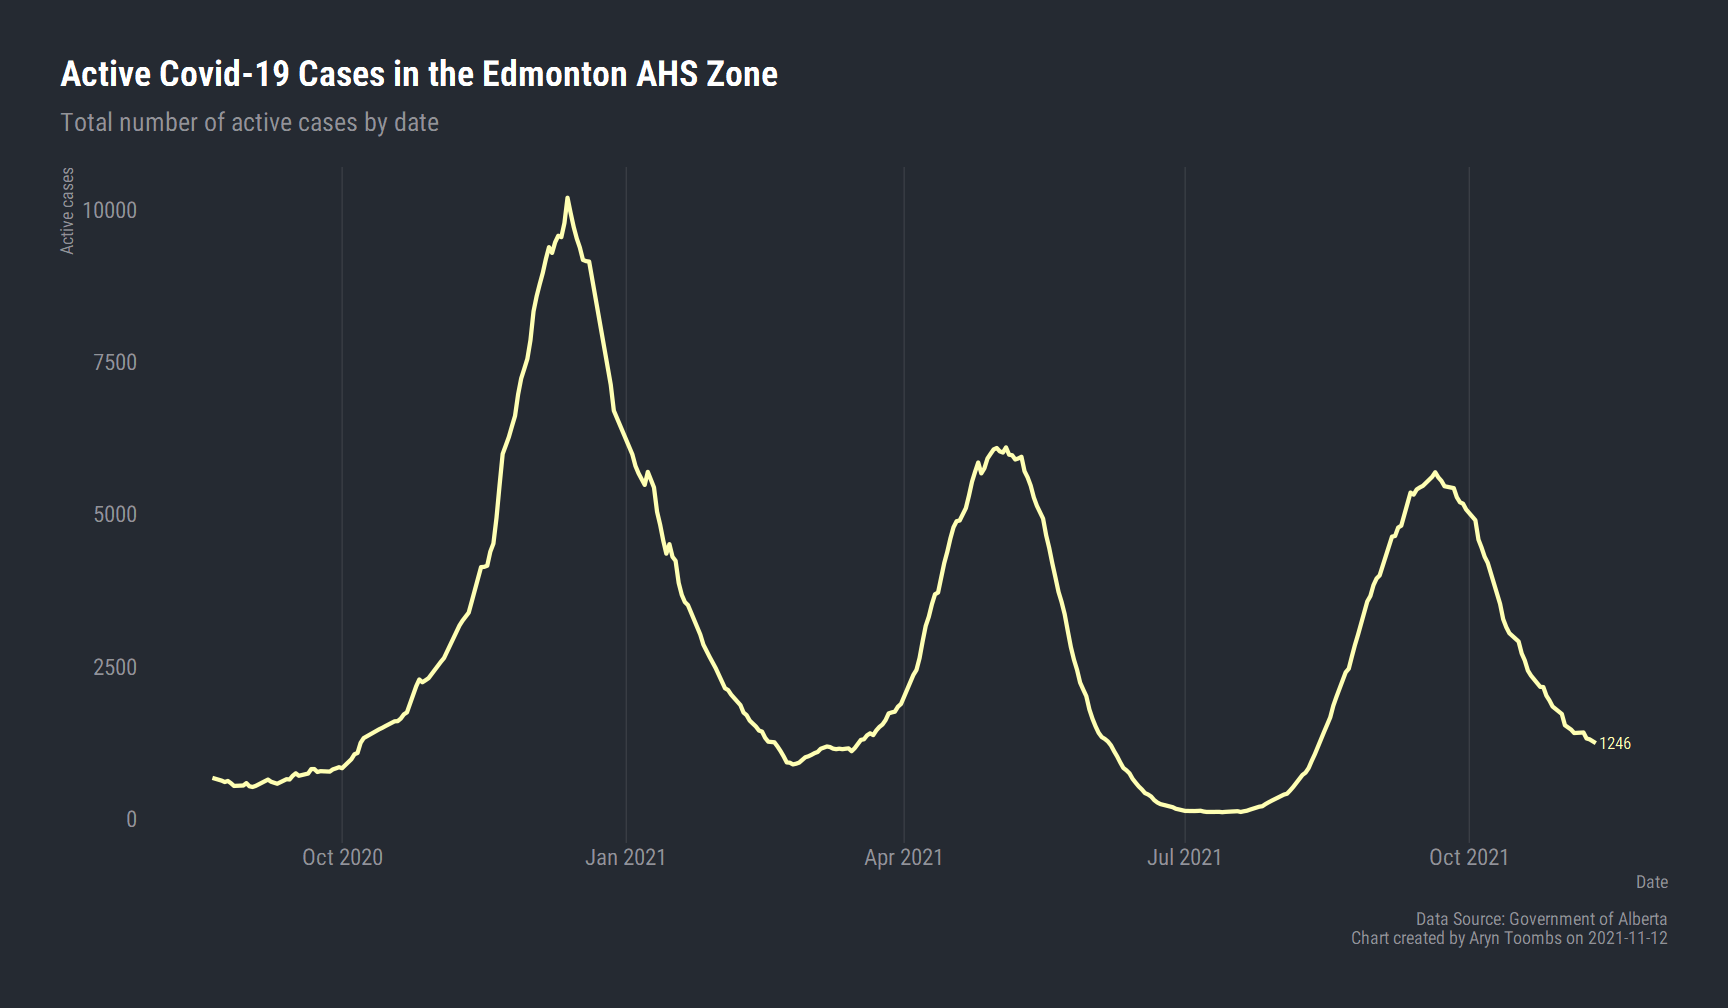 Active Covid-19 Cases in the Edmonton AHS Zone
Total number of active cases by date
Active cases
10000
7500
5000
2500
0
1246
Oct 2020
Jan 2021
Apr 2021
Jul 2021
Oct 2021
Date
Data Source: Government of Alberta
Chart created by Aryn Toombs on 2021-11-12